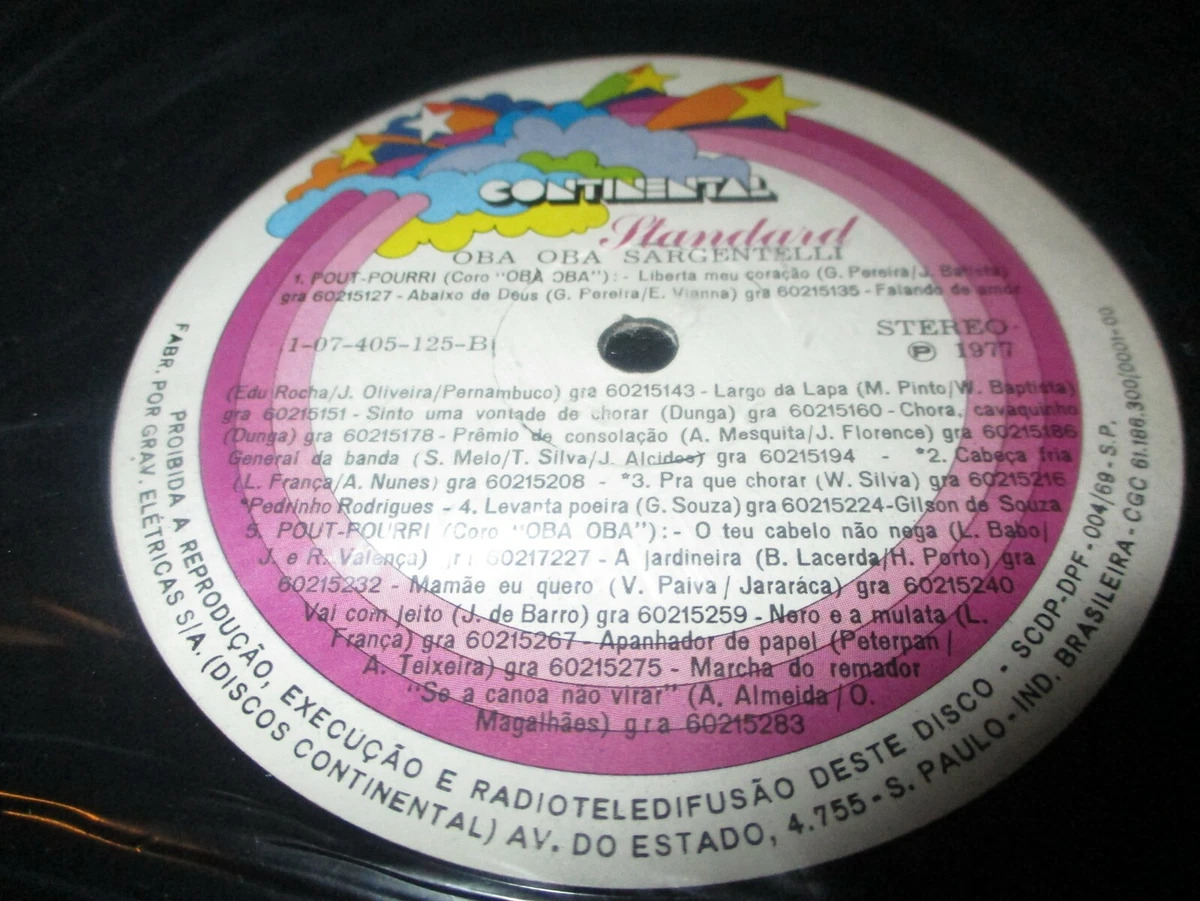 CONTINENTAL
Standard
OBA OBA SARGENTELLI
1. POUT-POURRI (Coro "OBA OBA"):- Liberta meu coração (G. Pereira/J. Batista)
gra 60215127 - Abaixo de Deus (G. Pereira/E. Vianna) gra 60215135 - Falando de amor
1-07-405-125-B
STEREO
Ⓟ 1977
(Edu Rocha/J. Oliveira/Pernambuco) gra 60215143 - Largo da Lapa (M. Pinto/W. Baptista)
gra 60215151 - Sinto uma vontade de chorar (Dunga) gra 60215160 - Chora, cavaquinho
(Dunga) gra 60215178 - Prêmio de consolação (A. Mesquita/J. Florence) gra 60215186
General da banda (S. Melo/T. Silva/J. Alcides) gra 60215194 - *2. Cabeça fria
(L. França/A. Nunes) gra 60215208 - *3. Pra que chorar (W. Silva) gra 60215216
*Pedrinho Rodrigues - 4. Levanta poeira (G. Souza) gra 60215224-Gilson de Souza
5. POUT-POURRI (Coro "OBA OBA"):- O teu cabelo não nega (L. Babo/
J. e R. Valença) 60217227 - A jardineira (B. Lacerda/H. Porto) gra
60215232 - Mamãe eu quero (V. Paiva / Jararáca) gra 60215240
Vai com jeito (J. de Barro) gra 60215259 - Nero e a mulata (L.
França) gra 60215267 - Apanhador de papel (Peterpan /
A. Teixeira) gra 60215275 - Marcha do remador
"Se a canoa não virar" (A. Almeida / O.
Magalhães) gra 60215283
PROIBIDA A REPRODUÇÃO, EXECUÇÃO E RADIOTELEDIFUSÃO DESTE DISCO - SCDP-DPF-004/69-S.P.
FABR. POR GRAV. ELÉTRICAS S/A. (DISCOS CONTINENTAL) AV. DO ESTADO, 4.755 - S. PAULO - IND. BRASILEIRA - CGC 61.186.300/0001-00